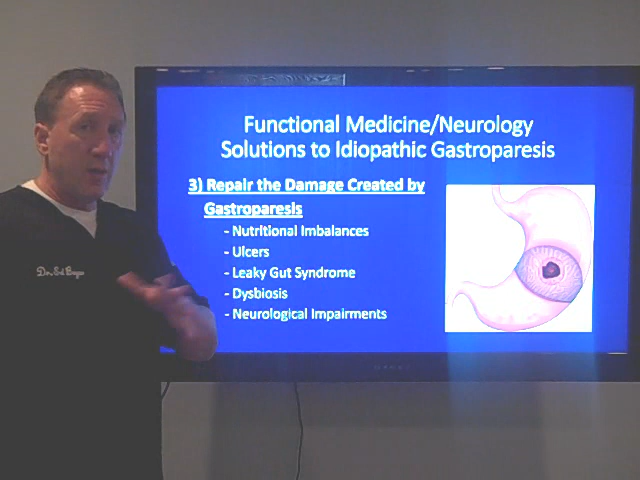 Functional Medicine/Neurology
Solutions to Idiopathic Gastroparesis
3) Repair the Damage Created by
Gastroparesis
- Nutritional Imbalances
- Ulcers
- Leaky Gut Syndrome
- Dysbiosis
- Neurological Impairments
Dr.